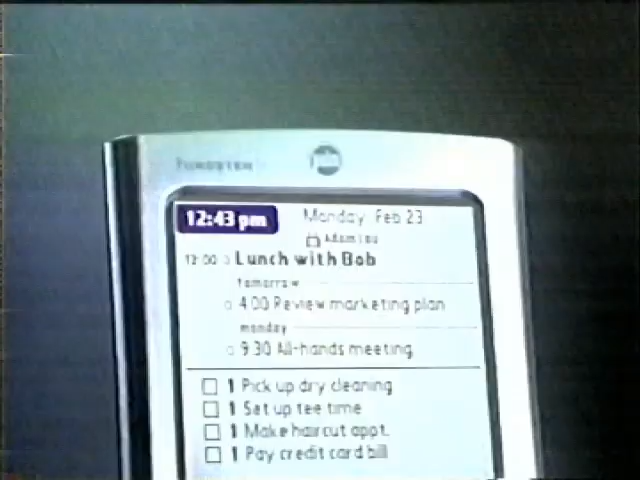 TUNGSTEN
palm
12:43 pm Monday, Feb 23
12:00 Lunch with Bob
tomorrow
4:00 Review marketing plan
monday
9:30 All-hands meeting
1 Pick up dry cleaning
1 Set up tee time
1 Make haircut appt.
1 Pay credit card bill